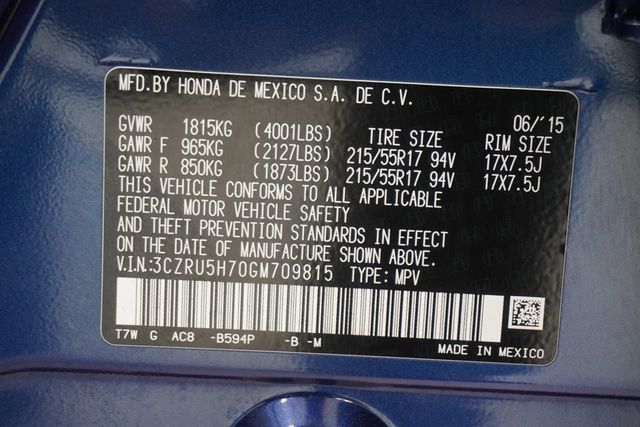 MFD.BY HONDA DE MEXICO S.A. DE C.V.
06/'15
GVWR 1815KG (4001LBS) TIRE SIZE RIM SIZE
GAWR F 965KG (2127LBS) 215/55R17 94V 17X7.5J
GAWR R 850KG (1873LBS) 215/55R17 94V 17X7.5J
THIS VEHICLE CONFORMS TO ALL APPLICABLE
FEDERAL MOTOR VEHICLE SAFETY
AND THEFT PREVENTION STANDARDS IN EFFECT
ON THE DATE OF MANUFACTURE SHOWN ABOVE.
V.I.N.:3CZRU5H70GM709815 TYPE: MPV
T7W G AC8 -B594P -B -M
MADE IN MEXICO